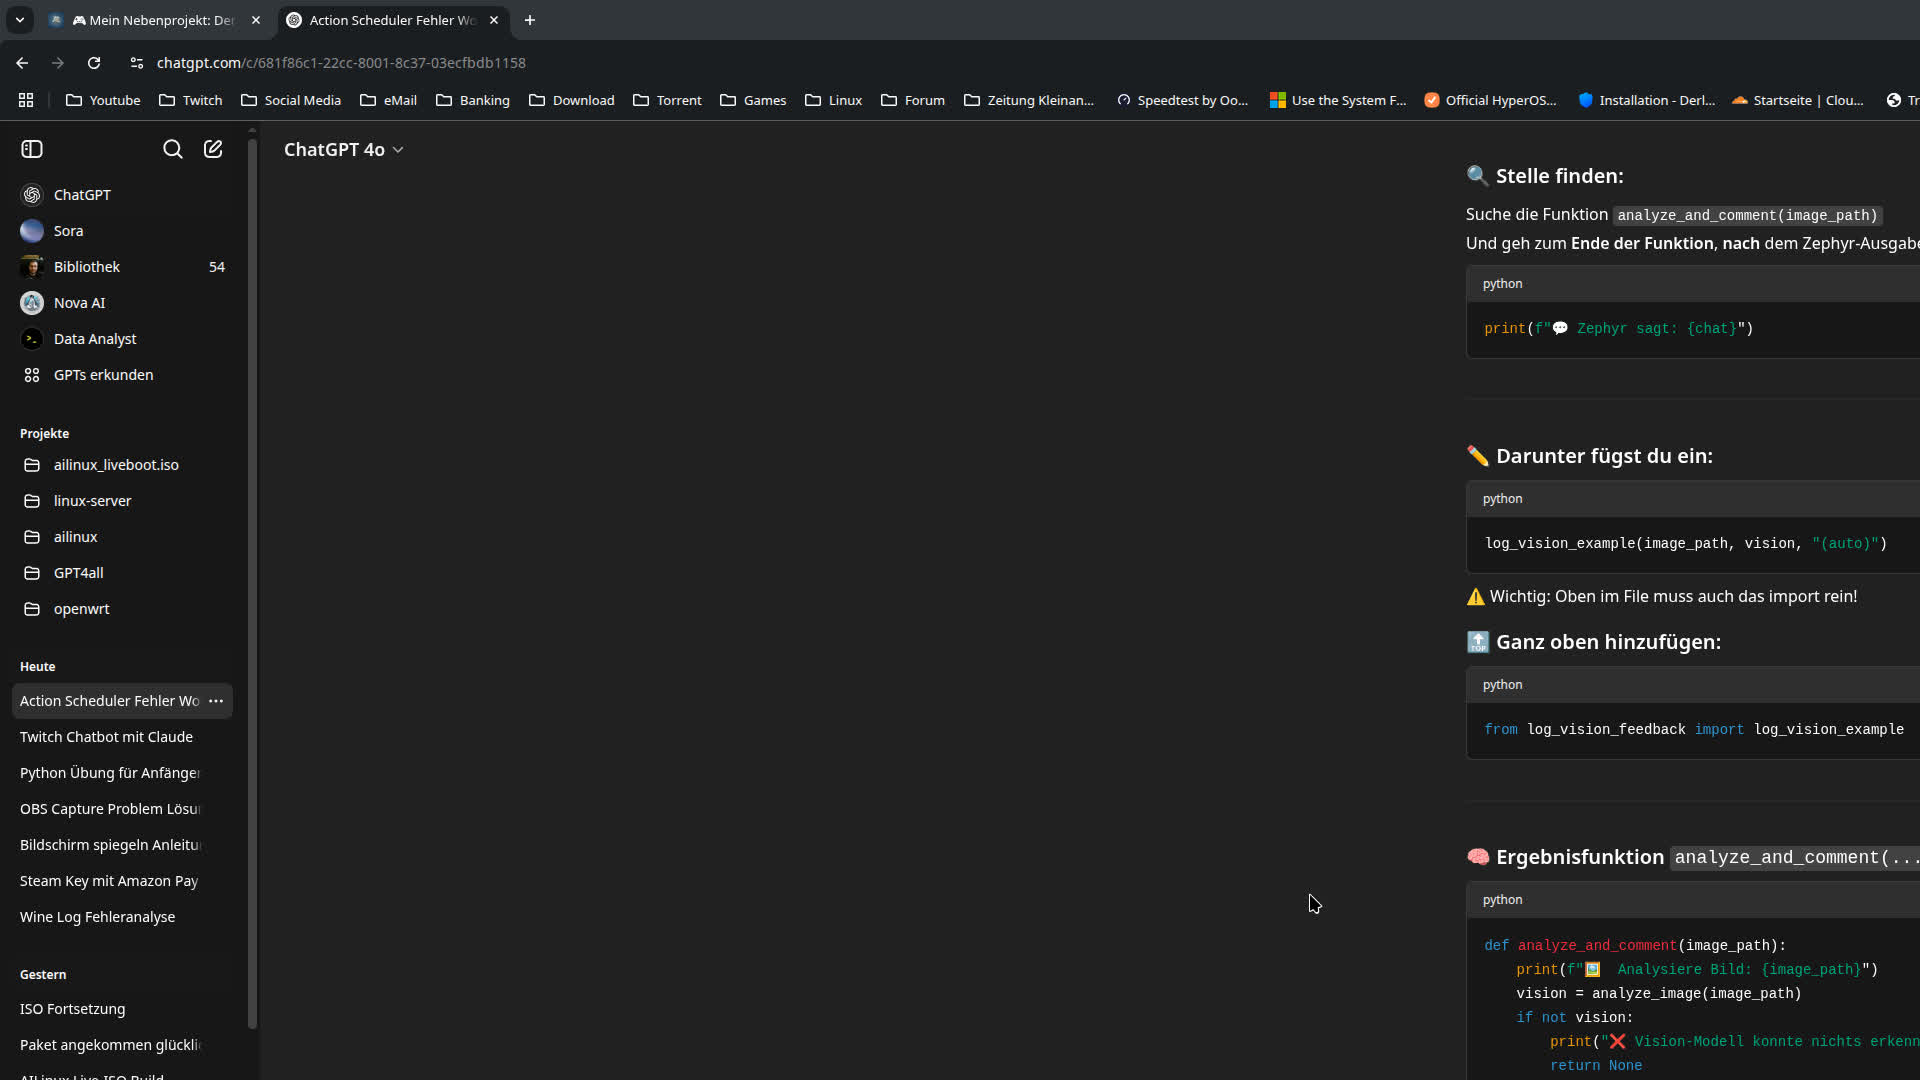 🎮 Mein Nebenprojekt: Der
Action Scheduler Fehler Wo
chatgpt.com/c/681f86c1-22cc-8001-8c37-03ecfbdb1158
Youtube
Twitch
Social Media
eMail
Banking
Download
Torrent
Games
Linux
Forum
Zeitung Kleinan...
Speedtest by Oo...
Use the System F...
Official HyperOS...
Installation - Derl...
Startseite | Clou...
Tr
ChatGPT 4o
ChatGPT
Sora
Bibliothek 54
Nova AI
Data Analyst
GPTs erkunden
Projekte
ailinux_liveboot.iso
linux-server
ailinux
GPT4all
openwrt
Heute
Action Scheduler Fehler Wo
Twitch Chatbot mit Claude
Python Übung für Anfänger
OBS Capture Problem Lösu
Bildschirm spiegeln Anleitu
Steam Key mit Amazon Pay
Wine Log Fehleranalyse
Gestern
ISO Fortsetzung
Paket angekommen glückli
AILinux Live ISO Build
🔍 Stelle finden:
Suche die Funktion analyze_and_comment(image_path)
Und geh zum Ende der Funktion, nach dem Zephyr-Ausgabe
python
print(f"💬 Zephyr sagt: {chat}")
✏️ Darunter fügst du ein:
python
log_vision_example(image_path, vision, "(auto)")
⚠️ Wichtig: Oben im File muss auch das import rein!
🔝 Ganz oben hinzufügen:
python
from log_vision_feedback import log_vision_example
🧠 Ergebnisfunktion analyze_and_comment(...
python
def analyze_and_comment(image_path):
print(f"🖼️ Analysiere Bild: {image_path}")
vision = analyze_image(image_path)
if not vision:
print("❌ Vision-Modell konnte nichts erkenn
return None